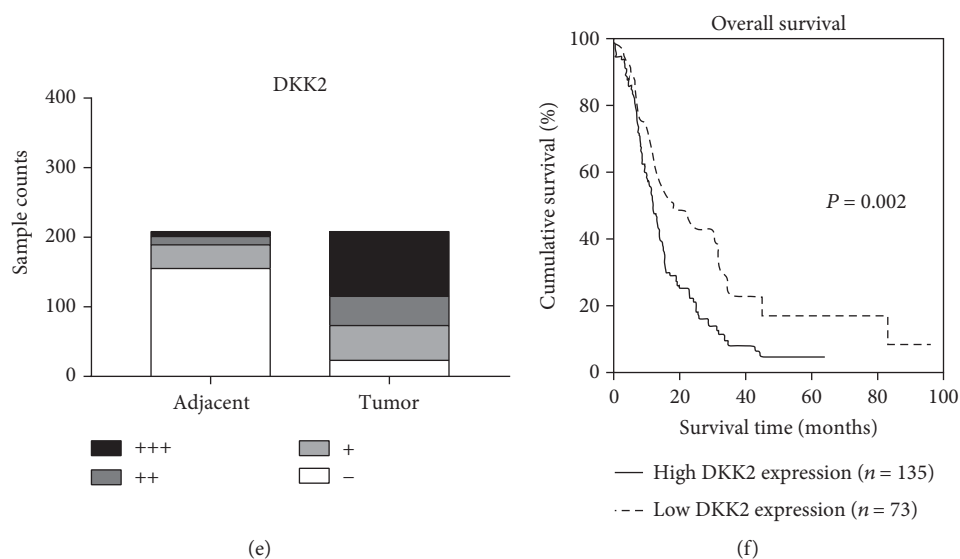 DKK2
400
300
200
100
0
Sample counts
Adjacent
Tumor
+++
++
+
−
(e)
Overall survival
100
80
60
40
20
0
Cumulative survival (%)
P = 0.002
0
20
40
60
80
100
Survival time (months)
High DKK2 expression (n = 135)
Low DKK2 expression (n = 73)
(f)